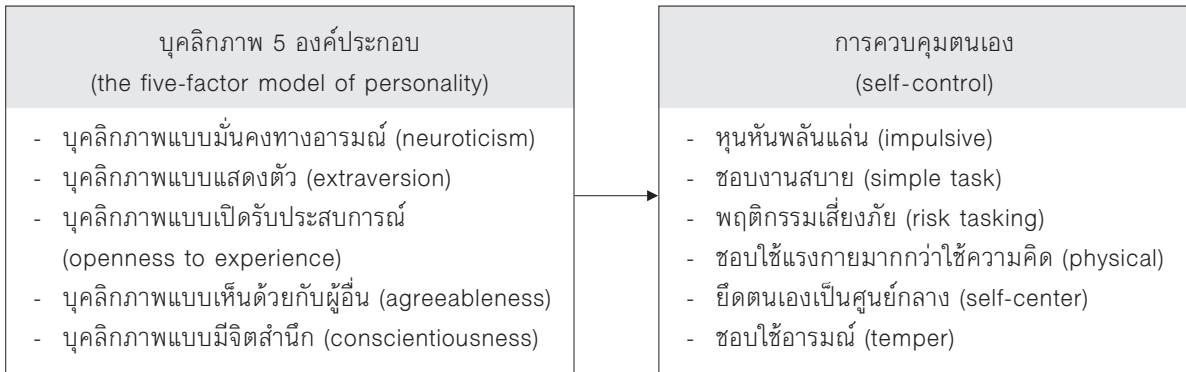 บุคลิกภาพ 5 องค์ประกอบ
(the five-factor model of personality)
- บุคลิกภาพแบบมั่นคงทางอารมณ์ (neuroticism)
- บุคลิกภาพแบบแสดงตัว (extraversion)
- บุคลิกภาพแบบเปิดรับประสบการณ์
(openness to experience)
- บุคลิกภาพแบบเห็นด้วยกับผู้อื่น (agreeableness)
- บุคลิกภาพแบบมีจิตสำนึก (conscientiousness)
การควบคุมตนเอง
(self-control)
- หุนหันพลันแล่น (impulsive)
- ชอบงานสบาย (simple task)
- พฤติกรรมเสี่ยงภัย (risk tasking)
- ชอบใช้แรงกายมากกว่าใช้ความคิด (physical)
- ยึดตนเองเป็นศูนย์กลาง (self-center)
- ชอบใช้อารมณ์ (temper)